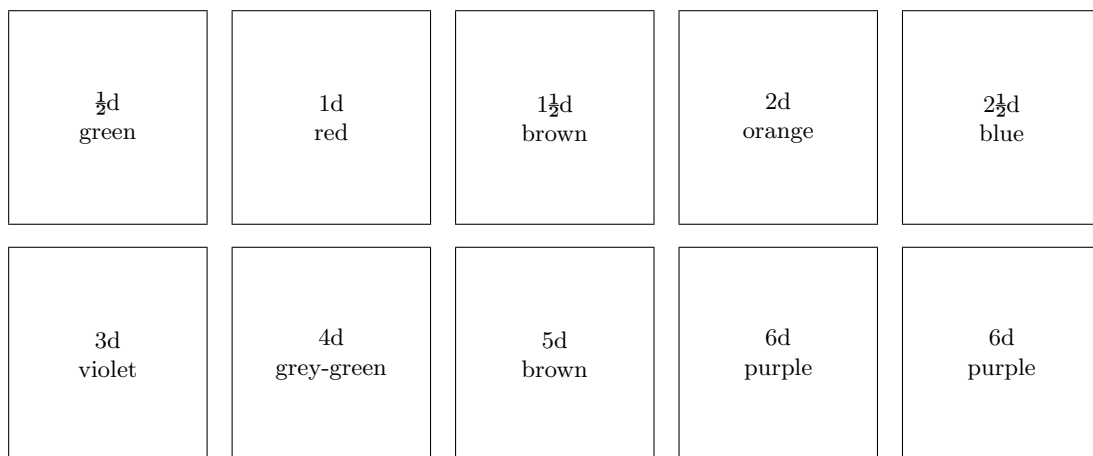 ½d
green
1d
red
1½d
brown
2d
orange
2½d
blue
3d
violet
4d
grey-green
5d
brown
6d
purple
6d
purple